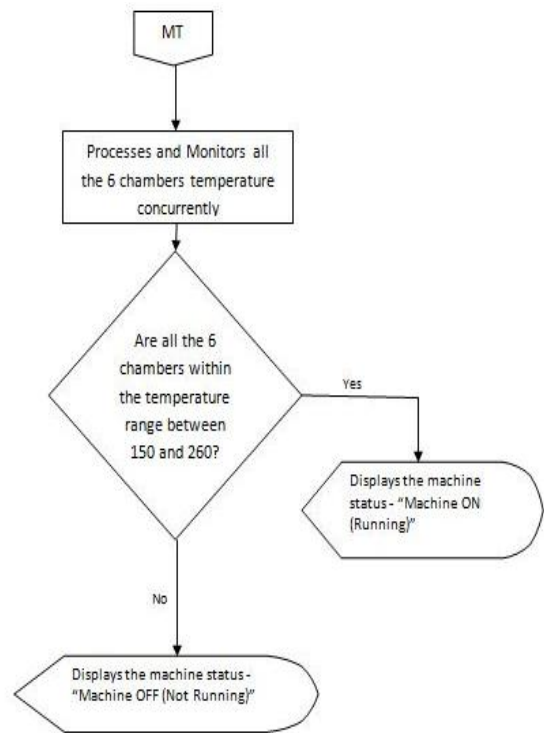 MT
Processes and Monitors all
the 6 chambers temperature
concurrently
Are all the 6
chambers within
the temperature
range between
150 and 260?
Yes
Displays the machine
status - “Machine ON
(Running)”
No
Displays the machine status -
“Machine OFF (Not Running)”